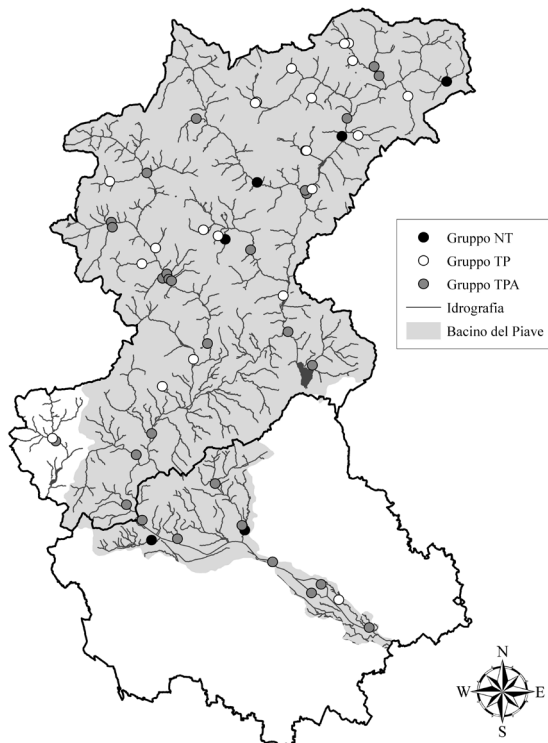 Gruppo NT
Gruppo TP
Gruppo TPA
Idrografia
Bacino del Piave
N
W E
S